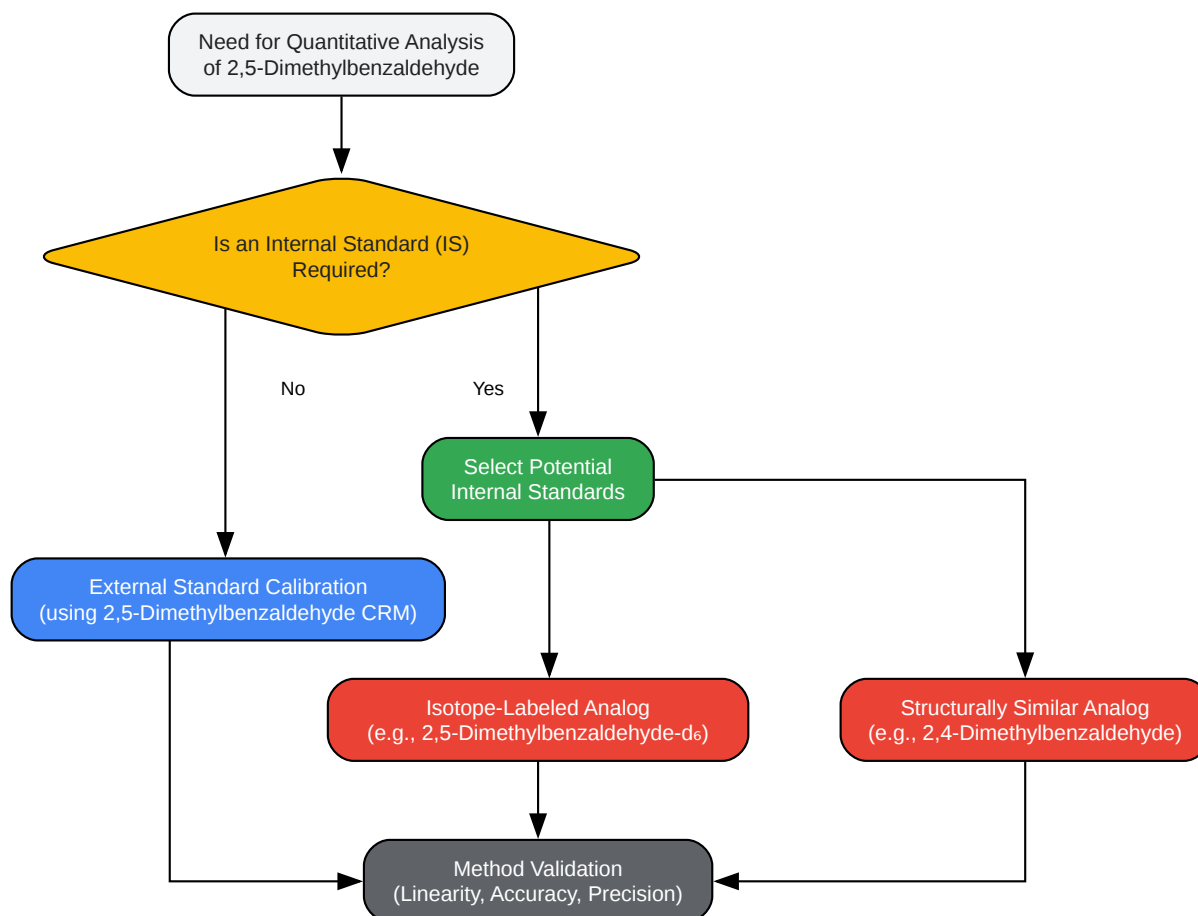 Need for Quantitative Analysis
of 2,5-Dimethylbenzaldehyde
Is an Internal Standard (IS)
Required?
No
Yes
Select Potential
Internal Standards
External Standard Calibration
(using 2,5-Dimethylbenzaldehyde CRM)
Isotope-Labeled Analog
(e.g., 2,5-Dimethylbenzaldehyde-d₆)
Structurally Similar Analog
(e.g., 2,4-Dimethylbenzaldehyde)
Method Validation
(Linearity, Accuracy, Precision)